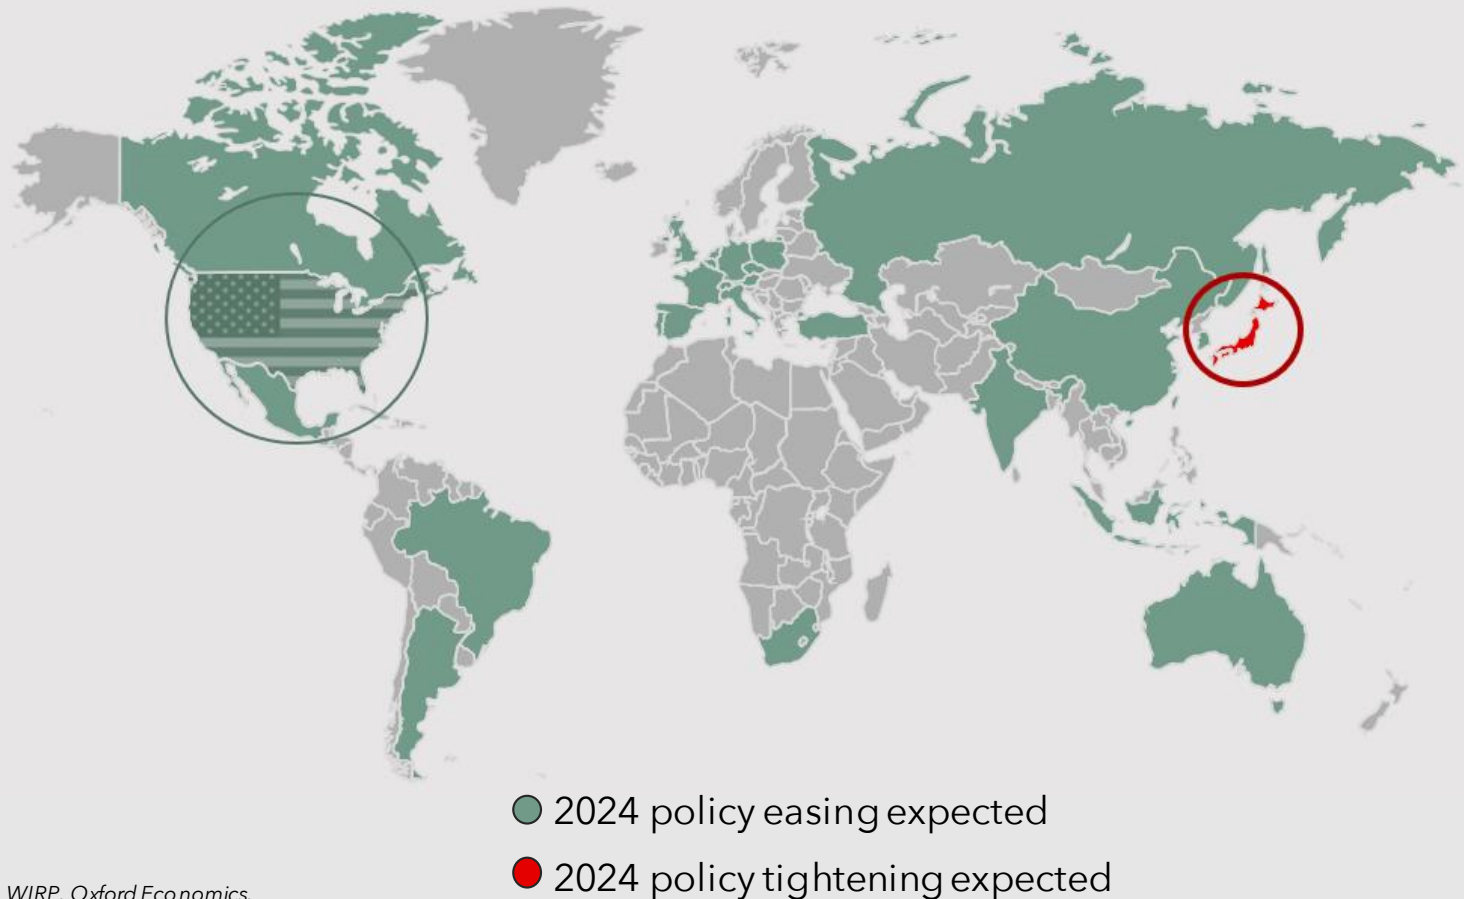 2024 policy easing expected
2024 policy tightening expected
WIRP, Oxford Economics.